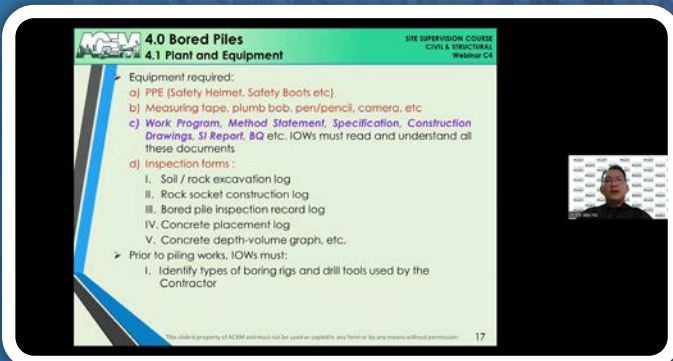 ACEM
4.0 Bored Piles
4.1 Plant and Equipment
SITE SUPERVISION COURSE
CIVIL & STRUCTURAL
Webinar C4
➤ Equipment required:
a) PPE (Safety Helmet, Safety Boots etc)
b) Measuring tape, plumb bob, pen/pencil, camera, etc
c) Work Program, Method Statement, Specification, Construction
Drawings, SI Report, BQ etc. IOWs must read and understand all
these documents
d) Inspection forms :
I. Soil / rock excavation log
II. Rock socket construction log
III. Bored pile inspection record log
IV. Concrete placement log
V. Concrete depth-volume graph, etc.
➤ Prior to piling works, IOWs must:
I. Identify types of boring rigs and drill tools used by the
Contractor
This slide is property of ACEM and must not be used or copied in any form or by any means without permission.
17